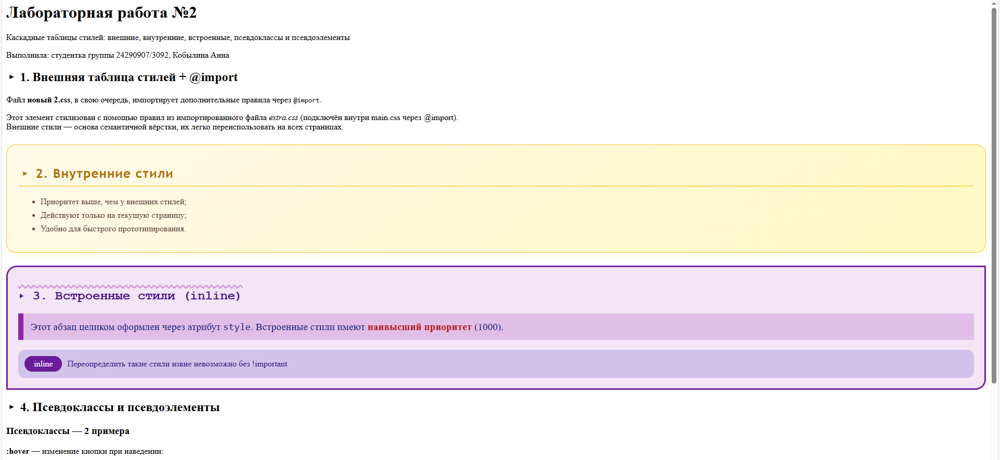 Лабораторная работа №2
Каскадные таблицы стилей: внешние, внутренние, встроенные, псевдоклассы и псевдоэлементы
Выполнила: студентка группы 24290907/3092, Кобылина Анна
▸ 1. Внешняя таблица стилей + @import
Файл новый 2.css, в свою очередь, импортирует дополнительные правила через @import.
Этот элемент стилизован с помощью правил из импортированного файла extra.css (подключён внутри main.css через @import).
Внешние стили — основа семантичной вёрстки, их легко переиспользовать на всех страницах.
▸ 2. Внутренние стили
• Приоритет выше, чем у внешних стилей;
• Действуют только на текущую страницу;
• Удобно для быстрого прототипирования.
▸ 3. Встроенные стили (inline)
Этот абзац целиком оформлен через атрибут style. Встроенные стили имеют наивысший приоритет (1000).
inline Переопределить такие стили извне невозможно без !important
▸ 4. Псевдоклассы и псевдоэлементы
Псевдоклассы — 2 примера
:hover — изменение кнопки при наведении: